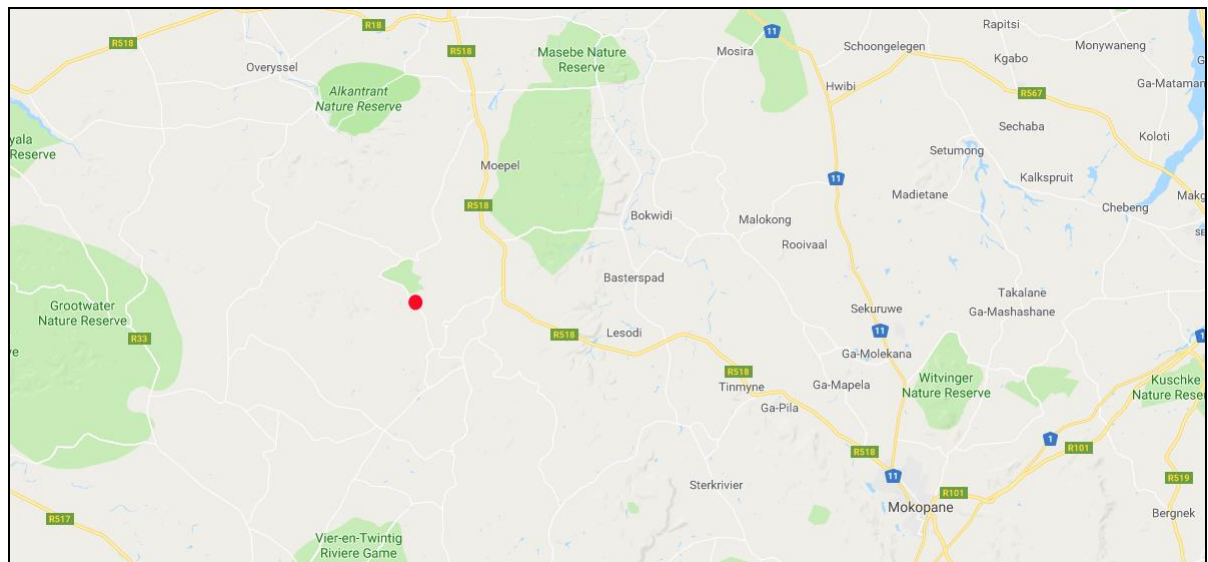 R518
R18
R518
11
Rapitsi
Mosira
Schoongelegen
Monywaneng
Masebe Nature
Reserve
Kgabo
Overyssel
Hwibi
Ga-Mataman
Alkantrant
Nature Reserve
R567
yala
Reserve
Sechaba
Koloti
Setumong
Moepel
11
Kalkspruit
Madietane
Makg
R518
Chebeng
Bokwidi
Malokong
Rooivaal
Basterspad
Takalane
Grootwater
Nature Reserve
Sekuruwe
Ga-Mashashane
R33
R518
Lesodi
11
Ga-Molekana
R518
Tinmyne
Ga-Mapela
Witvinger
Nature Reserve
Kuschke
Nature Rese
Ga-Pila
1
R101
R518
11
Sterkrivier
R101
R519
Mokopane
Bergnek
R517
Vier-en-Twintig
Riviere Game